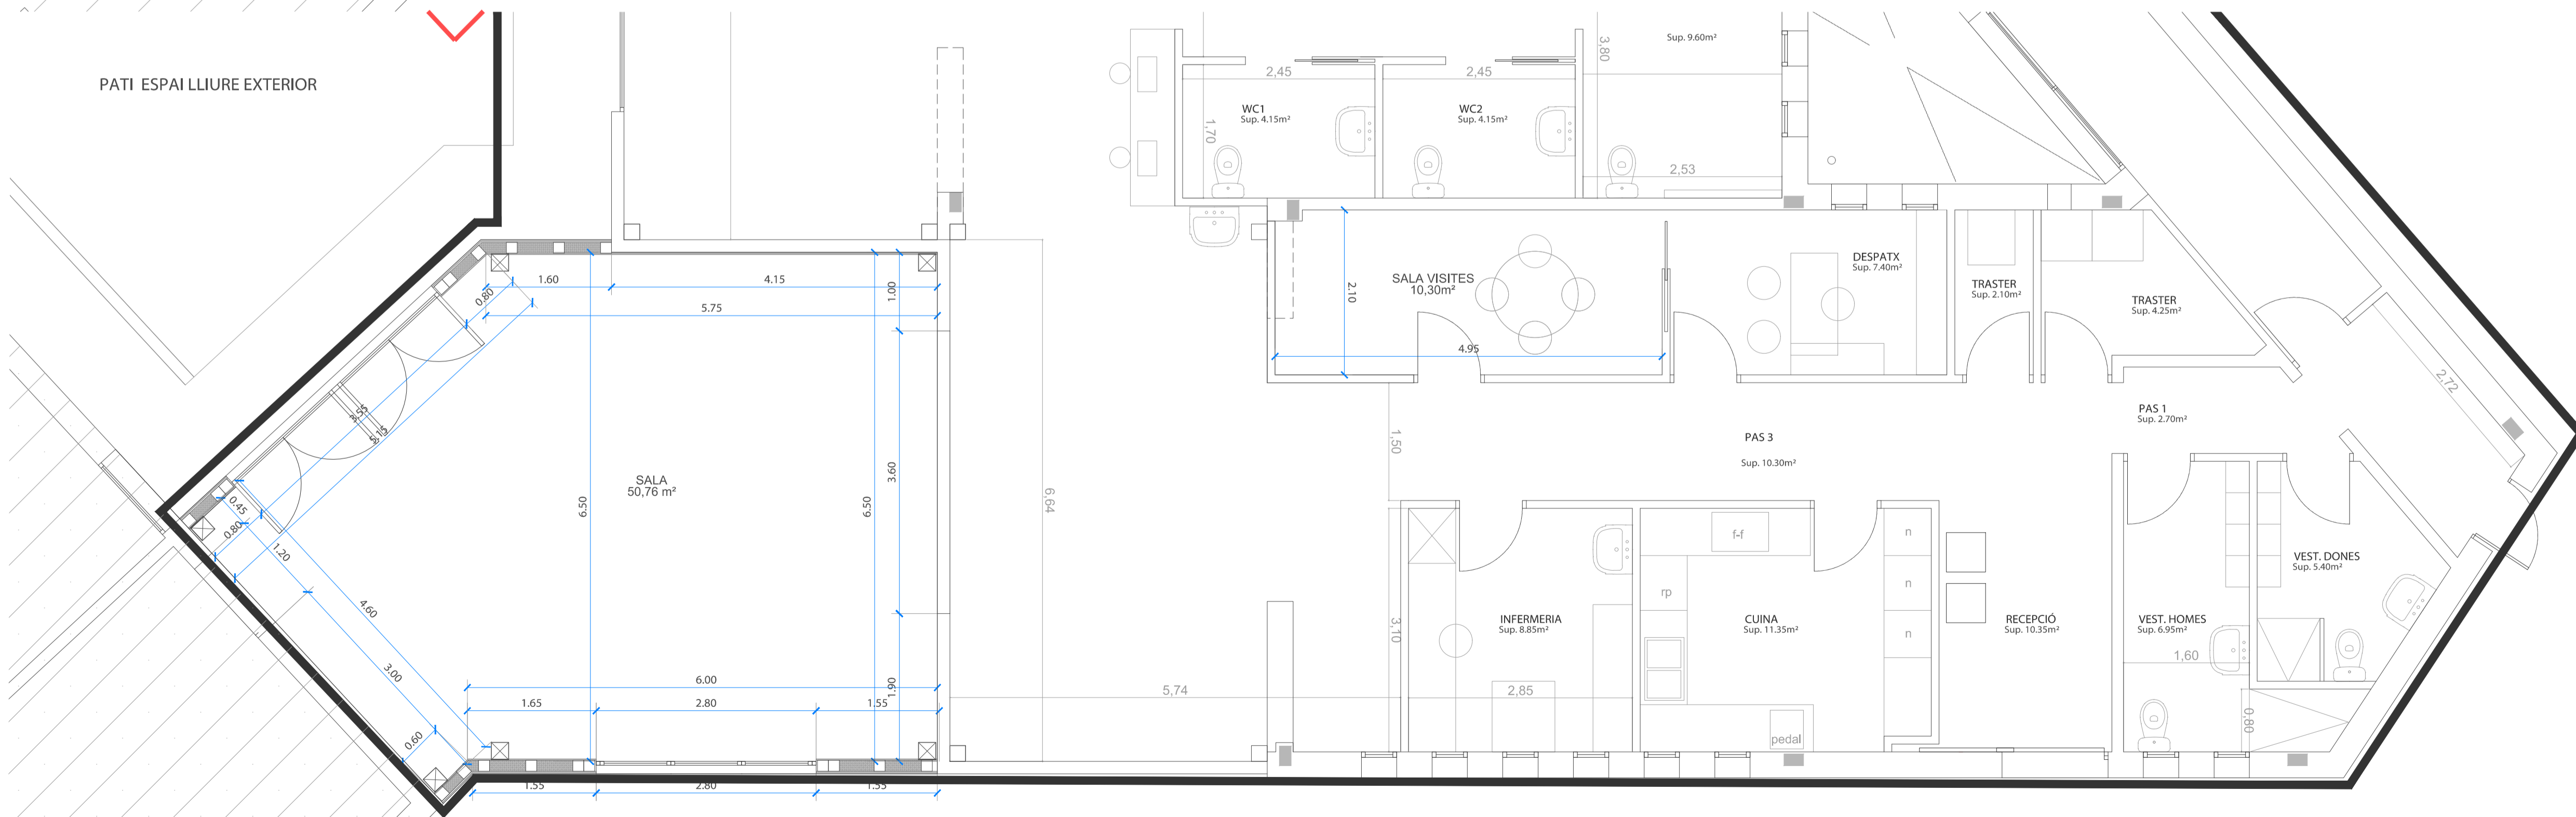 PATI ESPAI LLIURE EXTERIOR
Sup. 9.60m²
3,80
2,45
2,45
WC1
Sup. 4.15m²
WC2
Sup. 4.15m²
1,70
2,53
SALA VISITES
10,30m²
2.10
4.95
DESPATX
Sup. 7.40m²
TRASTER
Sup. 2.10m²
TRASTER
Sup. 4.25m²
2,72
PAS 1
Sup. 2.70m²
PAS 3
Sup. 10.30m²
1,50
1.60
4.15
5.75
1.00
0.80
3.55
5.15
SALA
50,76 m²
6.50
6.50
3.60
6,64
0.45
0.80
1.20
4.60
3.00
0.60
6.00
1.90
1.65
2.80
1.55
1.55
2.80
1.55
5,74
3,10
INFERMERIA
Sup. 8.85m²
2,85
f-f
rp
CUINA
Sup. 11.35m²
pedal
n
n
n
RECEPCIÓ
Sup. 10.35m²
VEST. HOMES
Sup. 6.95m²
1,60
VEST. DONES
Sup. 5.40m²
0,80